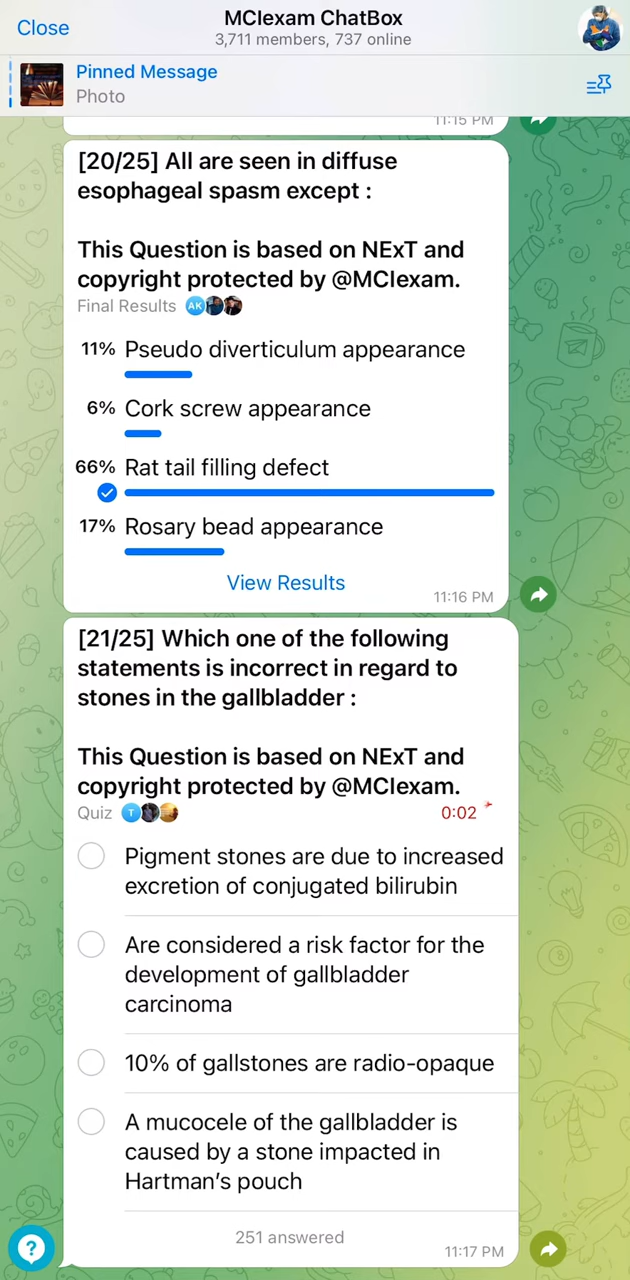 Close
MCIexam ChatBox
3,711 members, 737 online
Pinned Message
Photo
11:15 PM
[20/25] All are seen in diffuse
esophageal spasm except :
This Question is based on NExT and
copyright protected by @MCIexam.
Final Results AK
11% Pseudo diverticulum appearance
6% Cork screw appearance
66% Rat tail filling defect
17% Rosary bead appearance
View Results
11:16 PM
[21/25] Which one of the following
statements is incorrect in regard to
stones in the gallbladder :
This Question is based on NExT and
copyright protected by @MCIexam.
Quiz T 0:02
Pigment stones are due to increased
excretion of conjugated bilirubin
Are considered a risk factor for the
development of gallbladder
carcinoma
10% of gallstones are radio-opaque
A mucocele of the gallbladder is
caused by a stone impacted in
Hartman's pouch
251 answered
11:17 PM
?